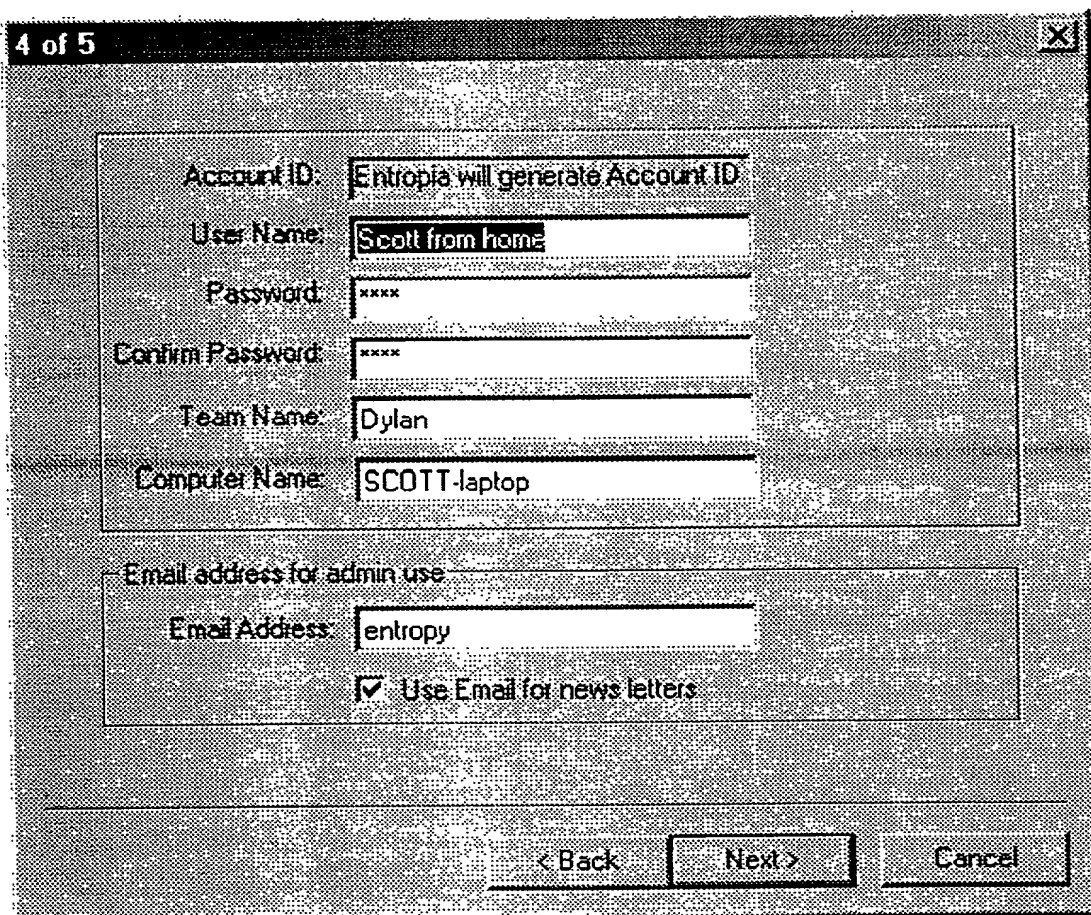 4 of 5
Account ID: Entropia will generate Account ID
User Name: Scott from home
Password: ****
Confirm Password: ****
Team Name: Dylan
Computer Name: SCOTT-laptop
Email address for admin use
Email Address: entropy
Use Email for news letters
< Back Next > Cancel